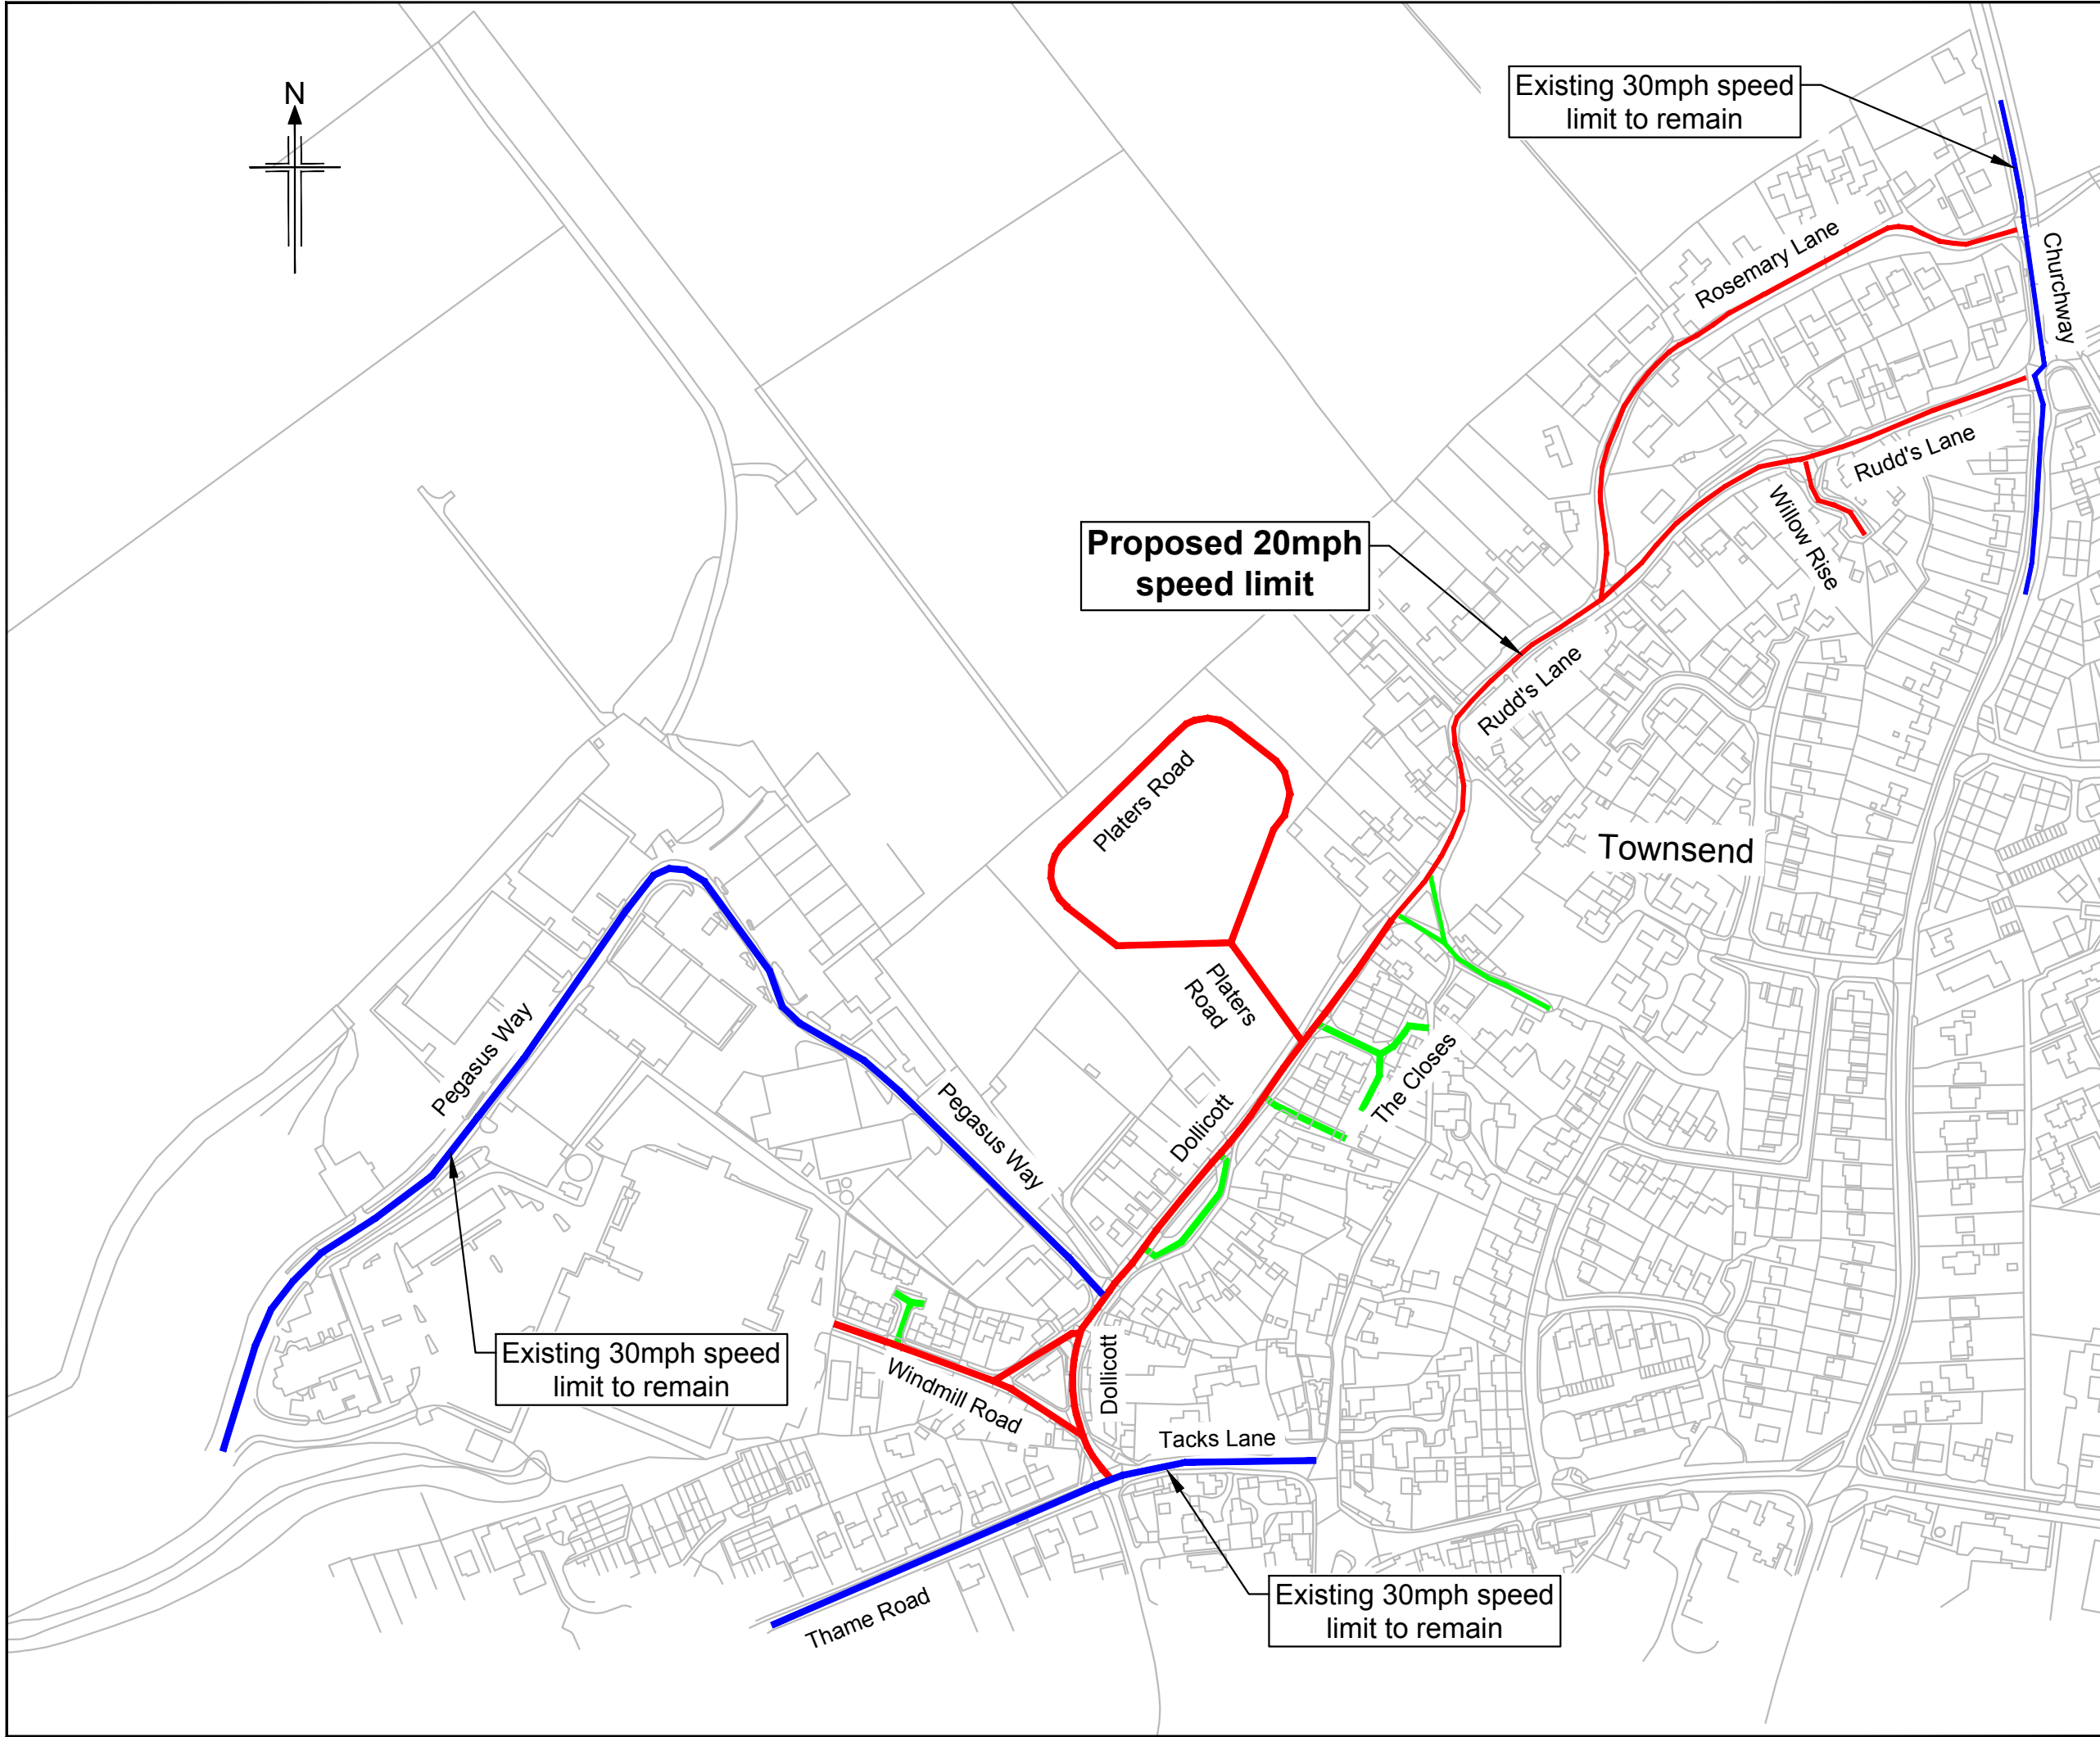 N
Existing 30mph speed
limit to remain
Churchway
Rosemary Lane
Rudd's Lane
Willow Rise
Proposed 20mph
speed limit
Rudd's Lane
Platers Road
Townsend
Platers
Road
Pegasus Way
The Closes
Pegasus Way
Dollicott
Existing 30mph speed
limit to remain
Windmill Road
Dollicott
Tacks Lane
Existing 30mph speed
limit to remain
Thame Road